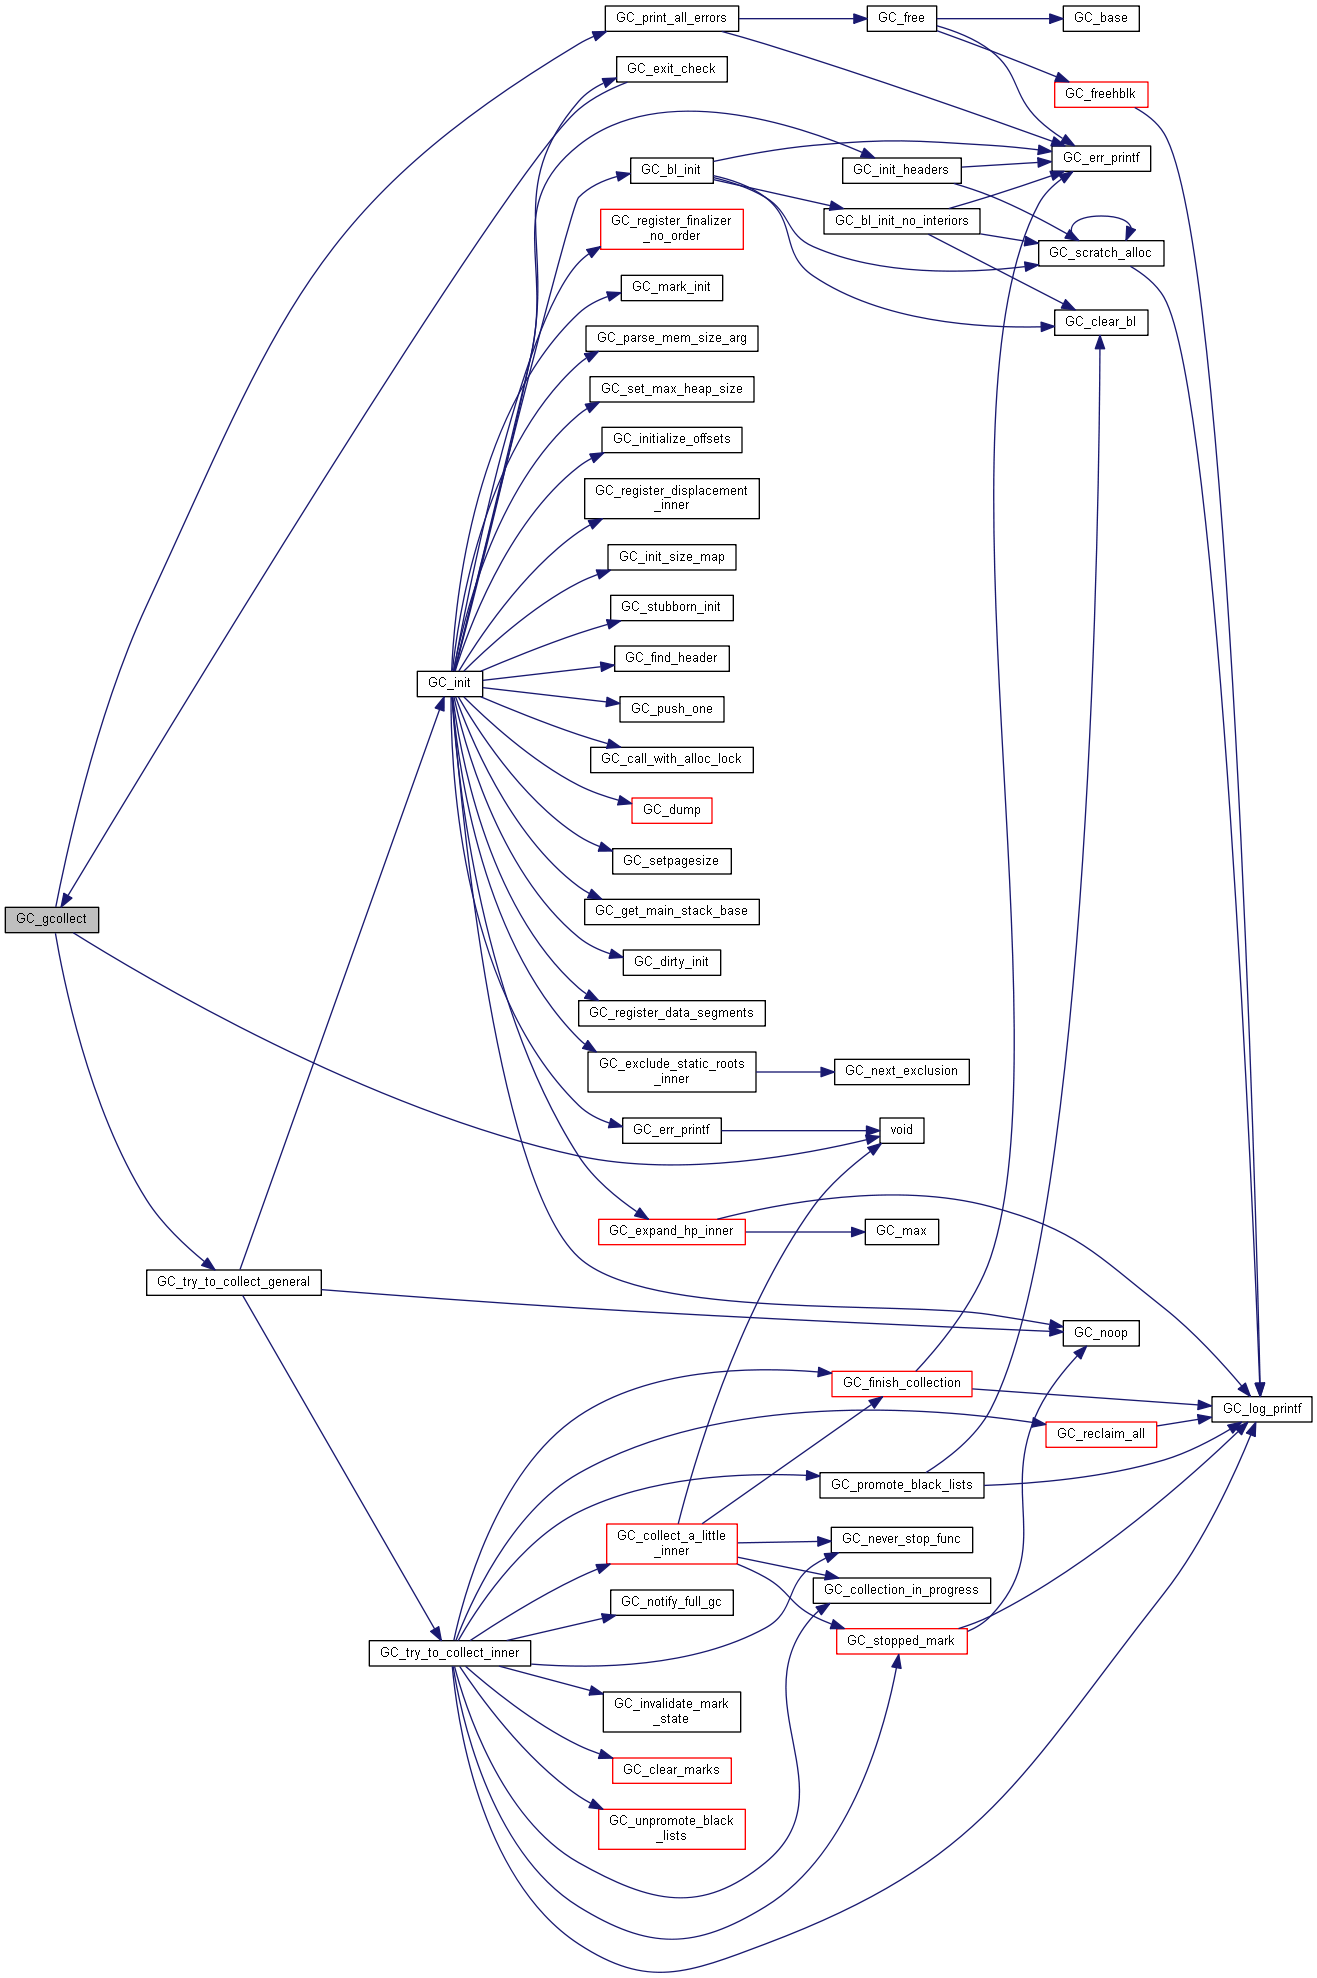 GC_print_all_errors
GC_free
GC_base
GC_exit_check
GC_freehblk
GC_err_printf
GC_bl_init
GC_init_headers
GC_register_finalizer
_no_order
GC_bl_init_no_interiors
GC_scratch_alloc
GC_mark_init
GC_clear_bl
GC_parse_mem_size_arg
GC_set_max_heap_size
GC_initialize_offsets
GC_register_displacement
_inner
GC_init_size_map
GC_stubborn_init
GC_find_header
GC_init
GC_push_one
GC_call_with_alloc_lock
GC_dump
GC_setpagesize
GC_get_main_stack_base
GC_gcollect
GC_dirty_init
GC_register_data_segments
GC_exclude_static_roots
_inner
GC_next_exclusion
GC_err_printf
void
GC_expand_hp_inner
GC_max
GC_try_to_collect_general
GC_noop
GC_finish_collection
GC_log_printf
GC_reclaim_all
GC_promote_black_lists
GC_collect_a_little
_inner
GC_never_stop_func
GC_collection_in_progress
GC_notify_full_gc
GC_stopped_mark
GC_try_to_collect_inner
GC_invalidate_mark
_state
GC_clear_marks
GC_unpromote_black
_lists